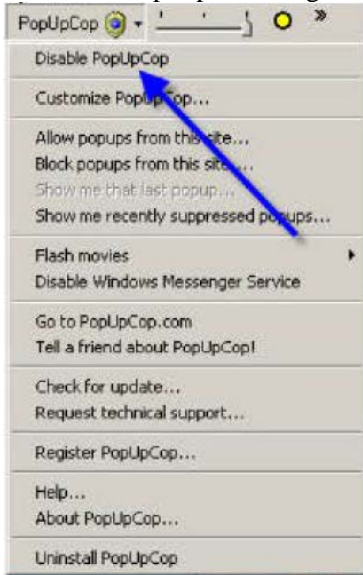 PopUpCop
»
Disable PopUpCop
Customize PopUpCop...
Allow popups from this site...
Block popups from this site...
Show me that last popup...
Show me recently suppressed popups...
Flash movies
Disable Windows Messenger Service
Go to PopUpCop.com
Tell a friend about PopUpCop!
Check for update...
Request technical support...
Register PopUpCop...
Help...
About PopUpCop...
Uninstall PopUpCop